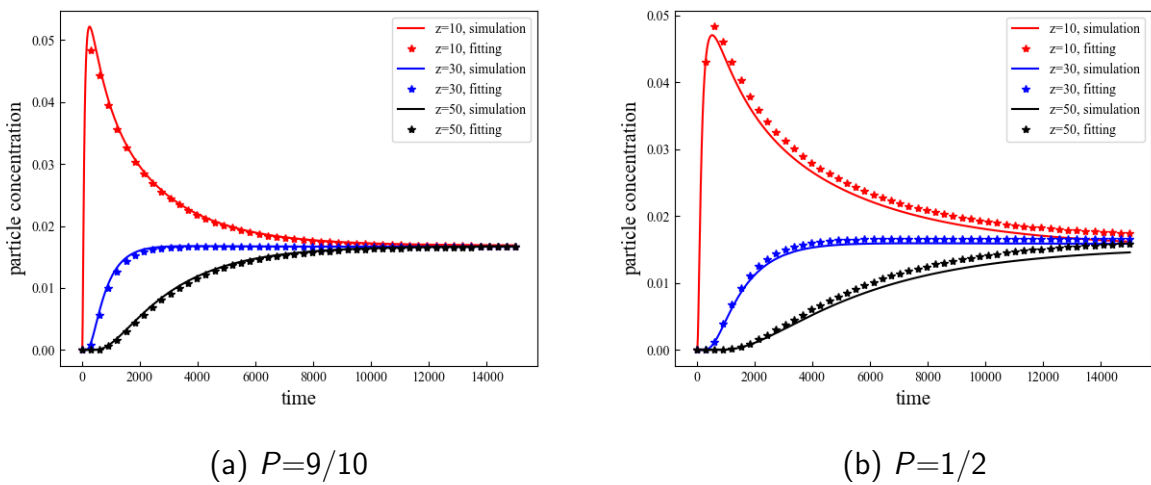 particle concentration
0.05
0.04
0.03
0.02
0.01
0.00
z=10, simulation
z=10, fitting
z=30, simulation
z=30, fitting
z=50, simulation
z=50, fitting
0 2000 4000 6000 8000 10000 12000 14000
time
(a) P=9/10
particle concentration
0.05
0.04
0.03
0.02
0.01
0.00
z=10, simulation
z=10, fitting
z=30, simulation
z=30, fitting
z=50, simulation
z=50, fitting
0 2000 4000 6000 8000 10000 12000 14000
time
(b) P=1/2